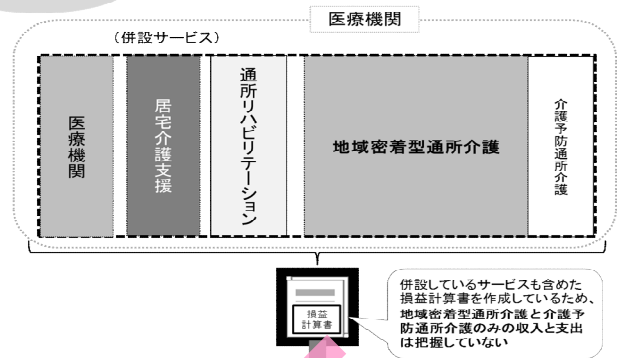 医療機関
（併設サービス）
医療機関
居宅介護支援
通所リハビリテーション
地域密着型通所介護
介護予防通所介護
損益
計算書
併設しているサービスも含めた
損益計算書を作成しているため、
地域密着型通所介護と介護予
防通所介護のみの収入と支出
は把握していない